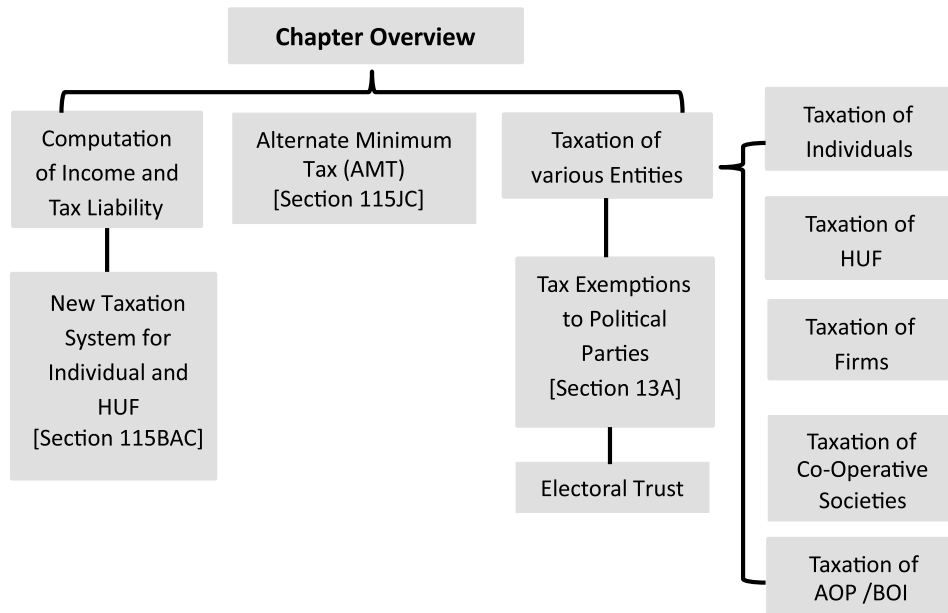 Chapter Overview
Computation
of Income and
Tax Liability
Alternate Minimum
Tax (AMT)
[Section 115JC]
Taxation of
various Entities
New Taxation
System for
Individual and
HUF
[Section 115BAC]
Tax Exemptions
to Political
Parties
[Section 13A]
Electoral Trust
Taxation of
Individuals
Taxation of
HUF
Taxation of
Firms
Taxation of
Co-Operative
Societies
Taxation of
AOP /BOI